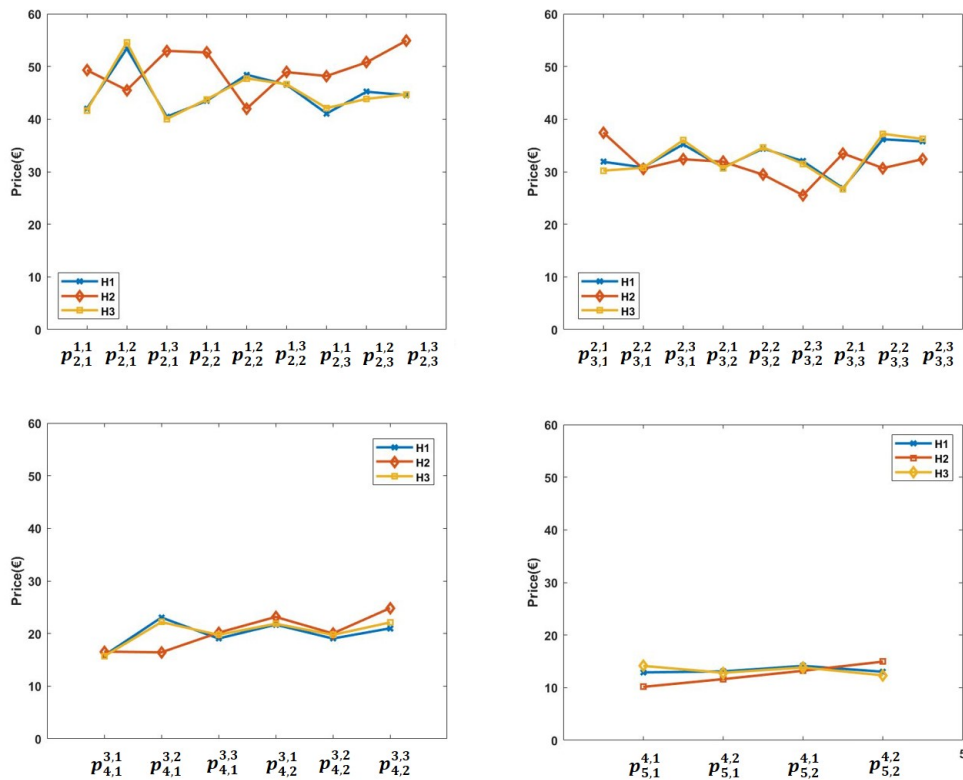 60
50
40
30
20
10
0
Price(€)
H1
H2
H3
p^{1,1}_{2,1} p^{1,2}_{2,1} p^{1,3}_{2,1} p^{1,1}_{2,2} p^{1,2}_{2,2} p^{1,3}_{2,2} p^{1,1}_{2,3} p^{1,2}_{2,3} p^{1,3}_{2,3}
60
50
40
30
20
10
0
Price(€)
H1
H2
H3
p^{2,1}_{3,1} p^{2,2}_{3,1} p^{2,3}_{3,1} p^{2,1}_{3,2} p^{2,2}_{3,2} p^{2,3}_{3,2} p^{2,1}_{3,3} p^{2,2}_{3,3} p^{2,3}_{3,3}
60
50
40
30
20
10
0
Price(€)
H1
H2
H3
p^{3,1}_{4,1} p^{3,2}_{4,1} p^{3,3}_{4,1} p^{3,1}_{4,2} p^{3,2}_{4,2} p^{3,3}_{4,2}
60
50
40
30
20
10
0
Price(€)
H1
H2
H3
p^{4,1}_{5,1} p^{4,2}_{5,1} p^{4,1}_{5,2} p^{4,2}_{5,2}